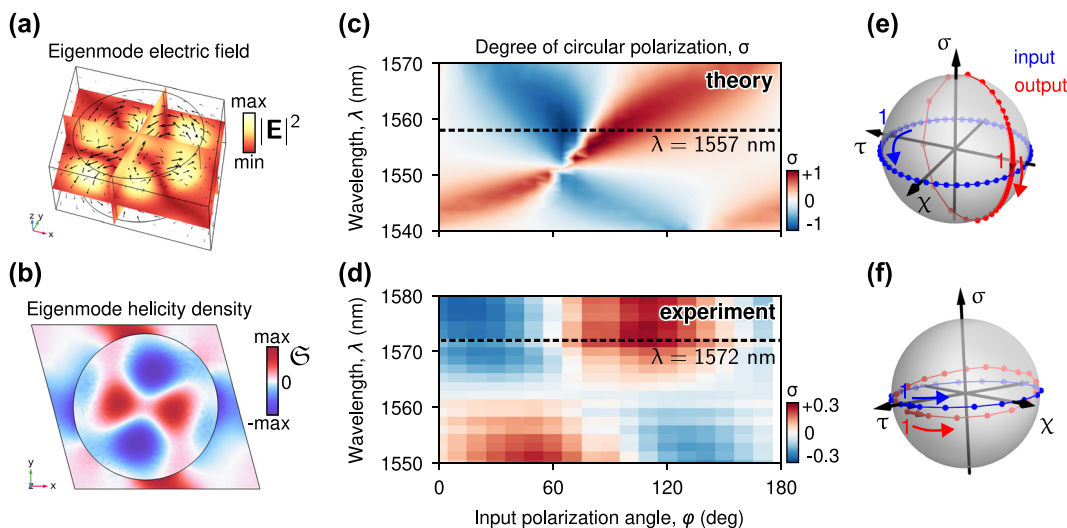 (a)
Eigenmode electric field
max
|E|²
min
z y
x
(b)
Eigenmode helicity density
max
𝔖
0
-max
y
z x
(c)
Degree of circular polarization, σ
Wavelength, λ (nm)
1570
1560
1550
1540
theory
λ = 1557 nm
σ
+1
0
-1
(d)
Wavelength, λ (nm)
1580
1570
1560
1550
experiment
λ = 1572 nm
σ
+0.3
0
-0.3
0 60 120 180
Input polarization angle, φ (deg)
(e)
σ
input
output
1
τ
1
χ
(f)
σ
1
τ
1
χ